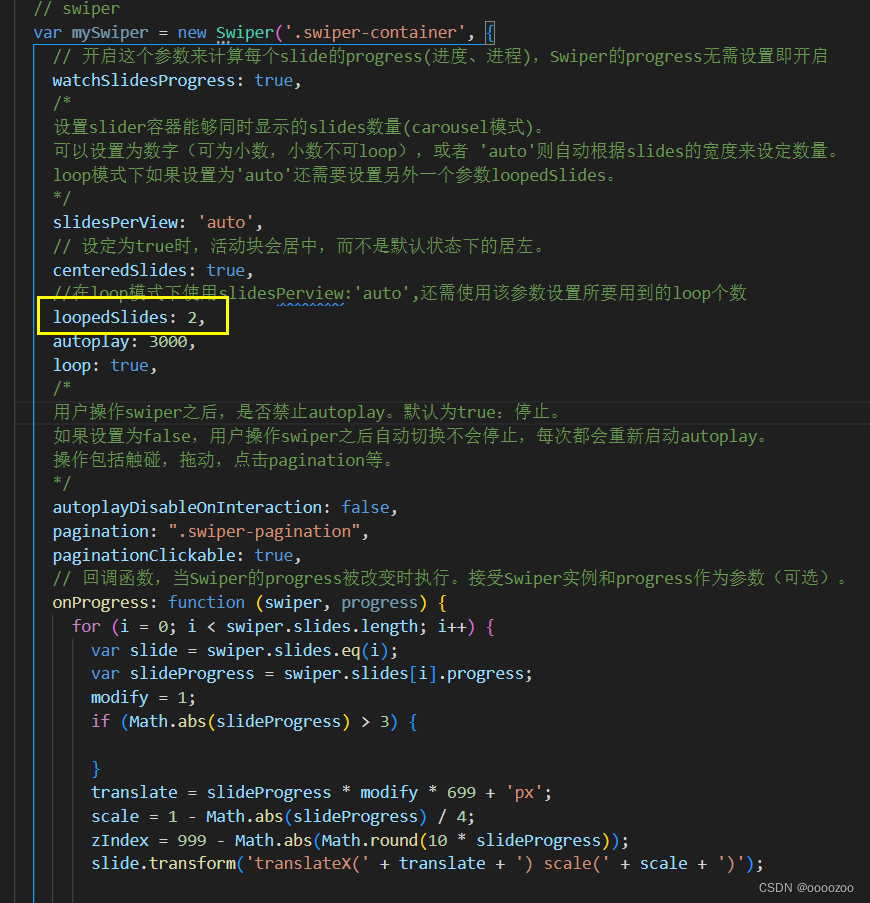 // swiper
var mySwiper = new Swiper('.swiper-container', {
// 开启这个参数来计算每个slide的progress(进度、进程)，Swiper的progress无需设置即开启
watchSlidesProgress: true,
/*
设置slider容器能够同时显示的slides数量(carousel模式)。
可以设置为数字（可为小数，小数不可loop），或者 'auto'则自动根据slides的宽度来设定数量。
loop模式下如果设置为'auto'还需要设置另外一个参数loopedSlides。
*/
slidesPerView: 'auto',
// 设定为true时，活动块会居中，而不是默认状态下的居左。
centeredSlides: true,
//在loop模式下使用slidesPerview:'auto',还需使用该参数设置所要用到的loop个数
loopedSlides: 2,
autoplay: 3000,
loop: true,
/*
用户操作swiper之后，是否禁止autoplay。默认为true：停止。
如果设置为false，用户操作swiper之后自动切换不会停止，每次都会重新启动autoplay。
操作包括触碰，拖动，点击pagination等。
*/
autoplayDisableOnInteraction: false,
pagination: ".swiper-pagination",
paginationClickable: true,
// 回调函数，当Swiper的progress被改变时执行。接受Swiper实例和progress作为参数（可选）。
onProgress: function (swiper, progress) {
for (i = 0; i < swiper.slides.length; i++) {
var slide = swiper.slides.eq(i);
var slideProgress = swiper.slides[i].progress;
modify = 1;
if (Math.abs(slideProgress) > 3) {
}
translate = slideProgress * modify * 699 + 'px';
scale = 1 - Math.abs(slideProgress) / 4;
zIndex = 999 - Math.abs(Math.round(10 * slideProgress));
slide.transform('translateX(' + translate + ') scale(' + scale + ')');
CSDN @oooozoo